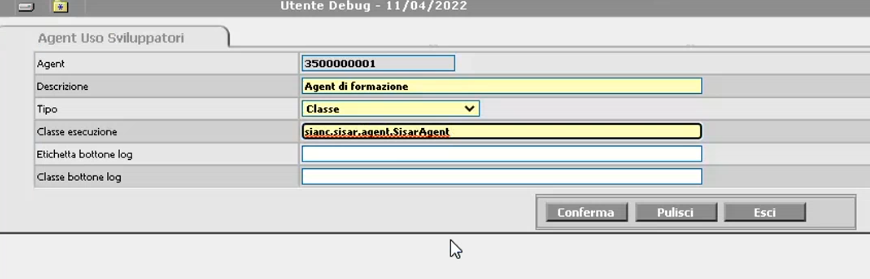 Utente Debug - 11/04/2022
Agent Uso Sviluppatori
Agent 3500000001
Descrizione Agent di formazione
Tipo Classe
Classe esecuzione sianc.sisar.agent.SisarAgent
Etichetta bottone log
Classe bottone log
Conferma Pulisci Esci